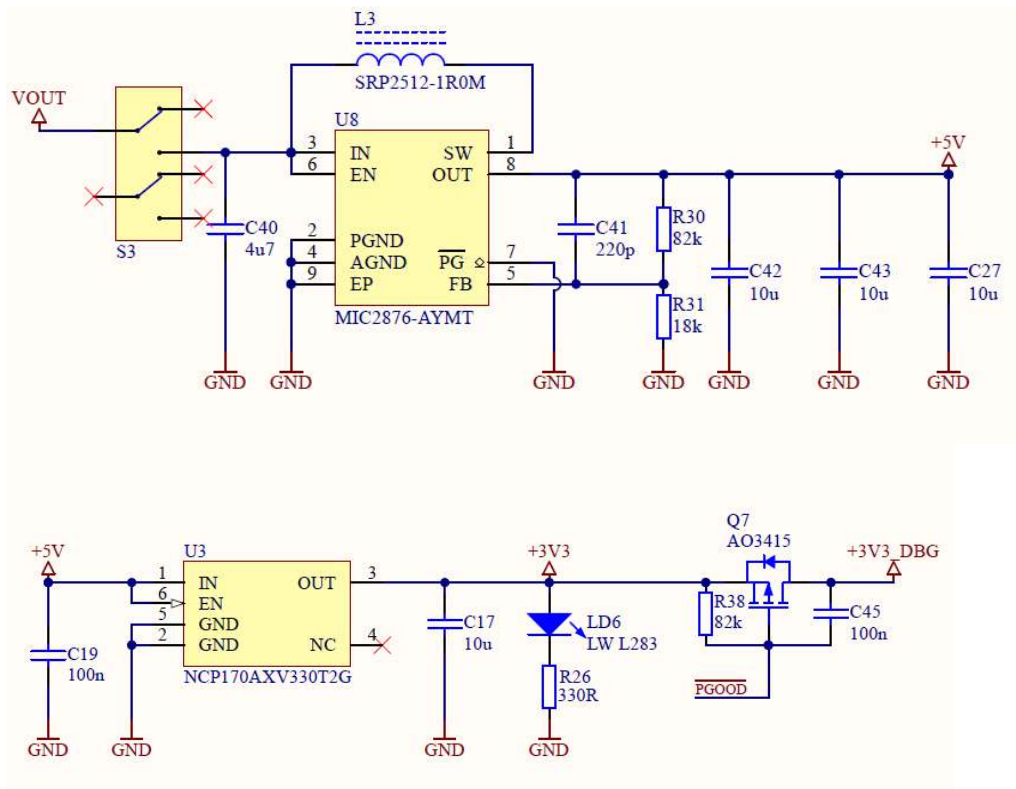 L3
SRP2512-1R0M
VOUT
S3
C40
4u7
GND
U8
3 IN SW 1
6 EN OUT 8
2 PGND
4 AGND PG 7
9 EP FB 5
MIC2876-AYMT
GND
C41
220p
GND
R30
82k
R31
18k
GND
C42
10u
GND
C43
10u
GND
+5V
C27
10u
GND
+5V
C19
100n
GND
U3
1 IN OUT 3
6 EN
5 GND
2 GND NC 4
NCP170AXV330T2G
GND
C17
10u
GND
+3V3
LD6
LW L283
R26
330R
GND
Q7
AO3415
R38
82k
PGOOD
+3V3_DBG
C45
100n